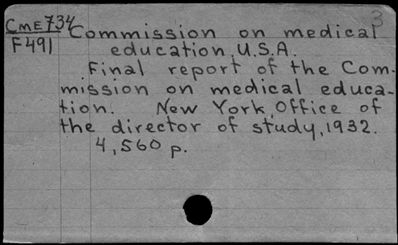 3
CME734 Commission on medical
F491 education, U.S.A.
Final report of the Com-
mission on medical educa-
tion. New York, Office of
the director of study, 1932.
4, 560 p.